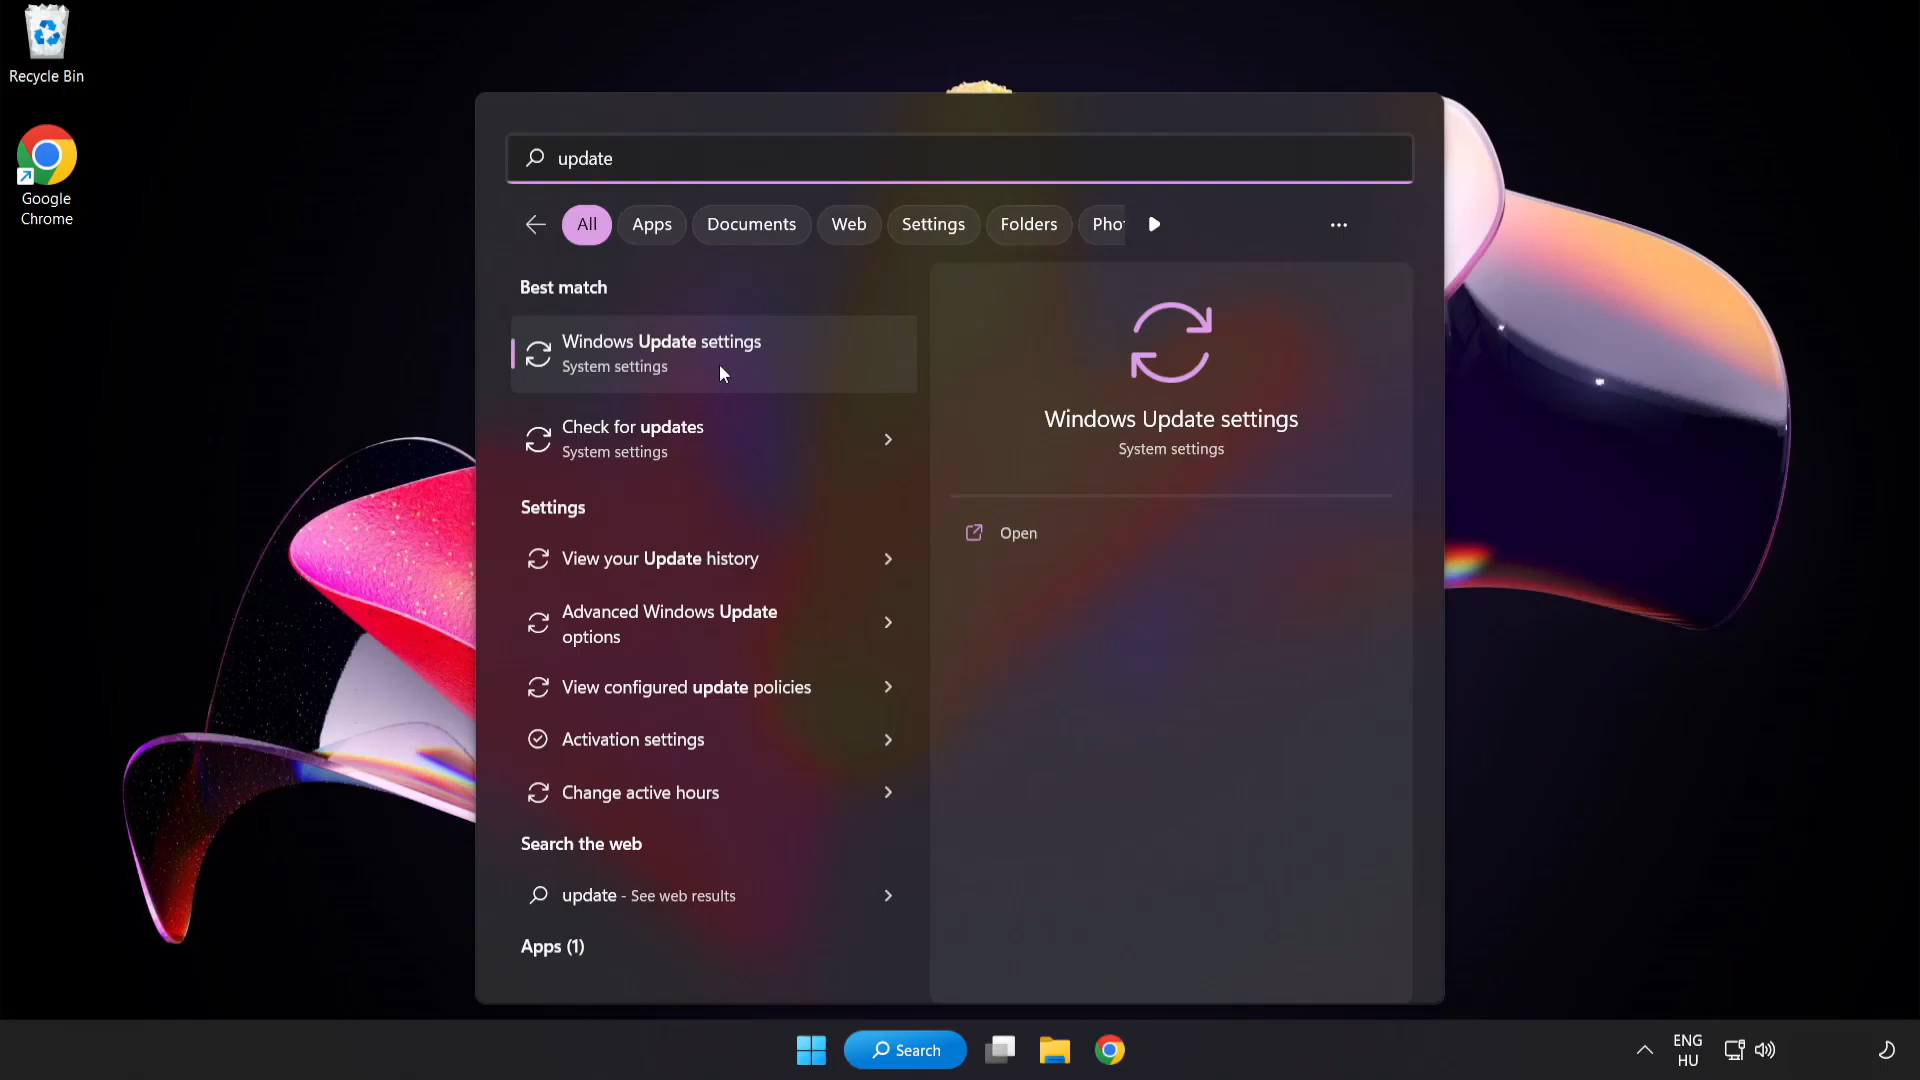 Recycle Bin
Google
Chrome
update
All
Apps
Documents
Web
Settings
Folders
Pho
Best match
Windows Update settings
System settings
Check for updates
System settings
Settings
View your Update history
Advanced Windows Update
options
View configured update policies
Activation settings
Change active hours
Search the web
update - See web results
Apps (1)
Windows Update settings
System settings
Open
Search
ENG
HU